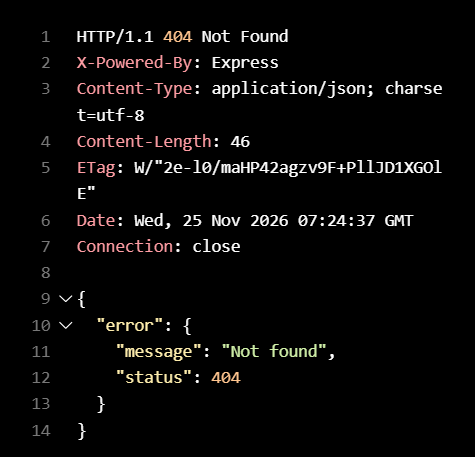 1 HTTP/1.1 404 Not Found
2 X-Powered-By: Express
3 Content-Type: application/json; charse
t=utf-8
4 Content-Length: 46
5 ETag: W/"2e-l0/maHP42agzv9F+PllJD1XGOl
E"
6 Date: Wed, 25 Nov 2026 07:24:37 GMT
7 Connection: close
8
9 {
10 "error": {
11 "message": "Not found",
12 "status": 404
13 }
14 }